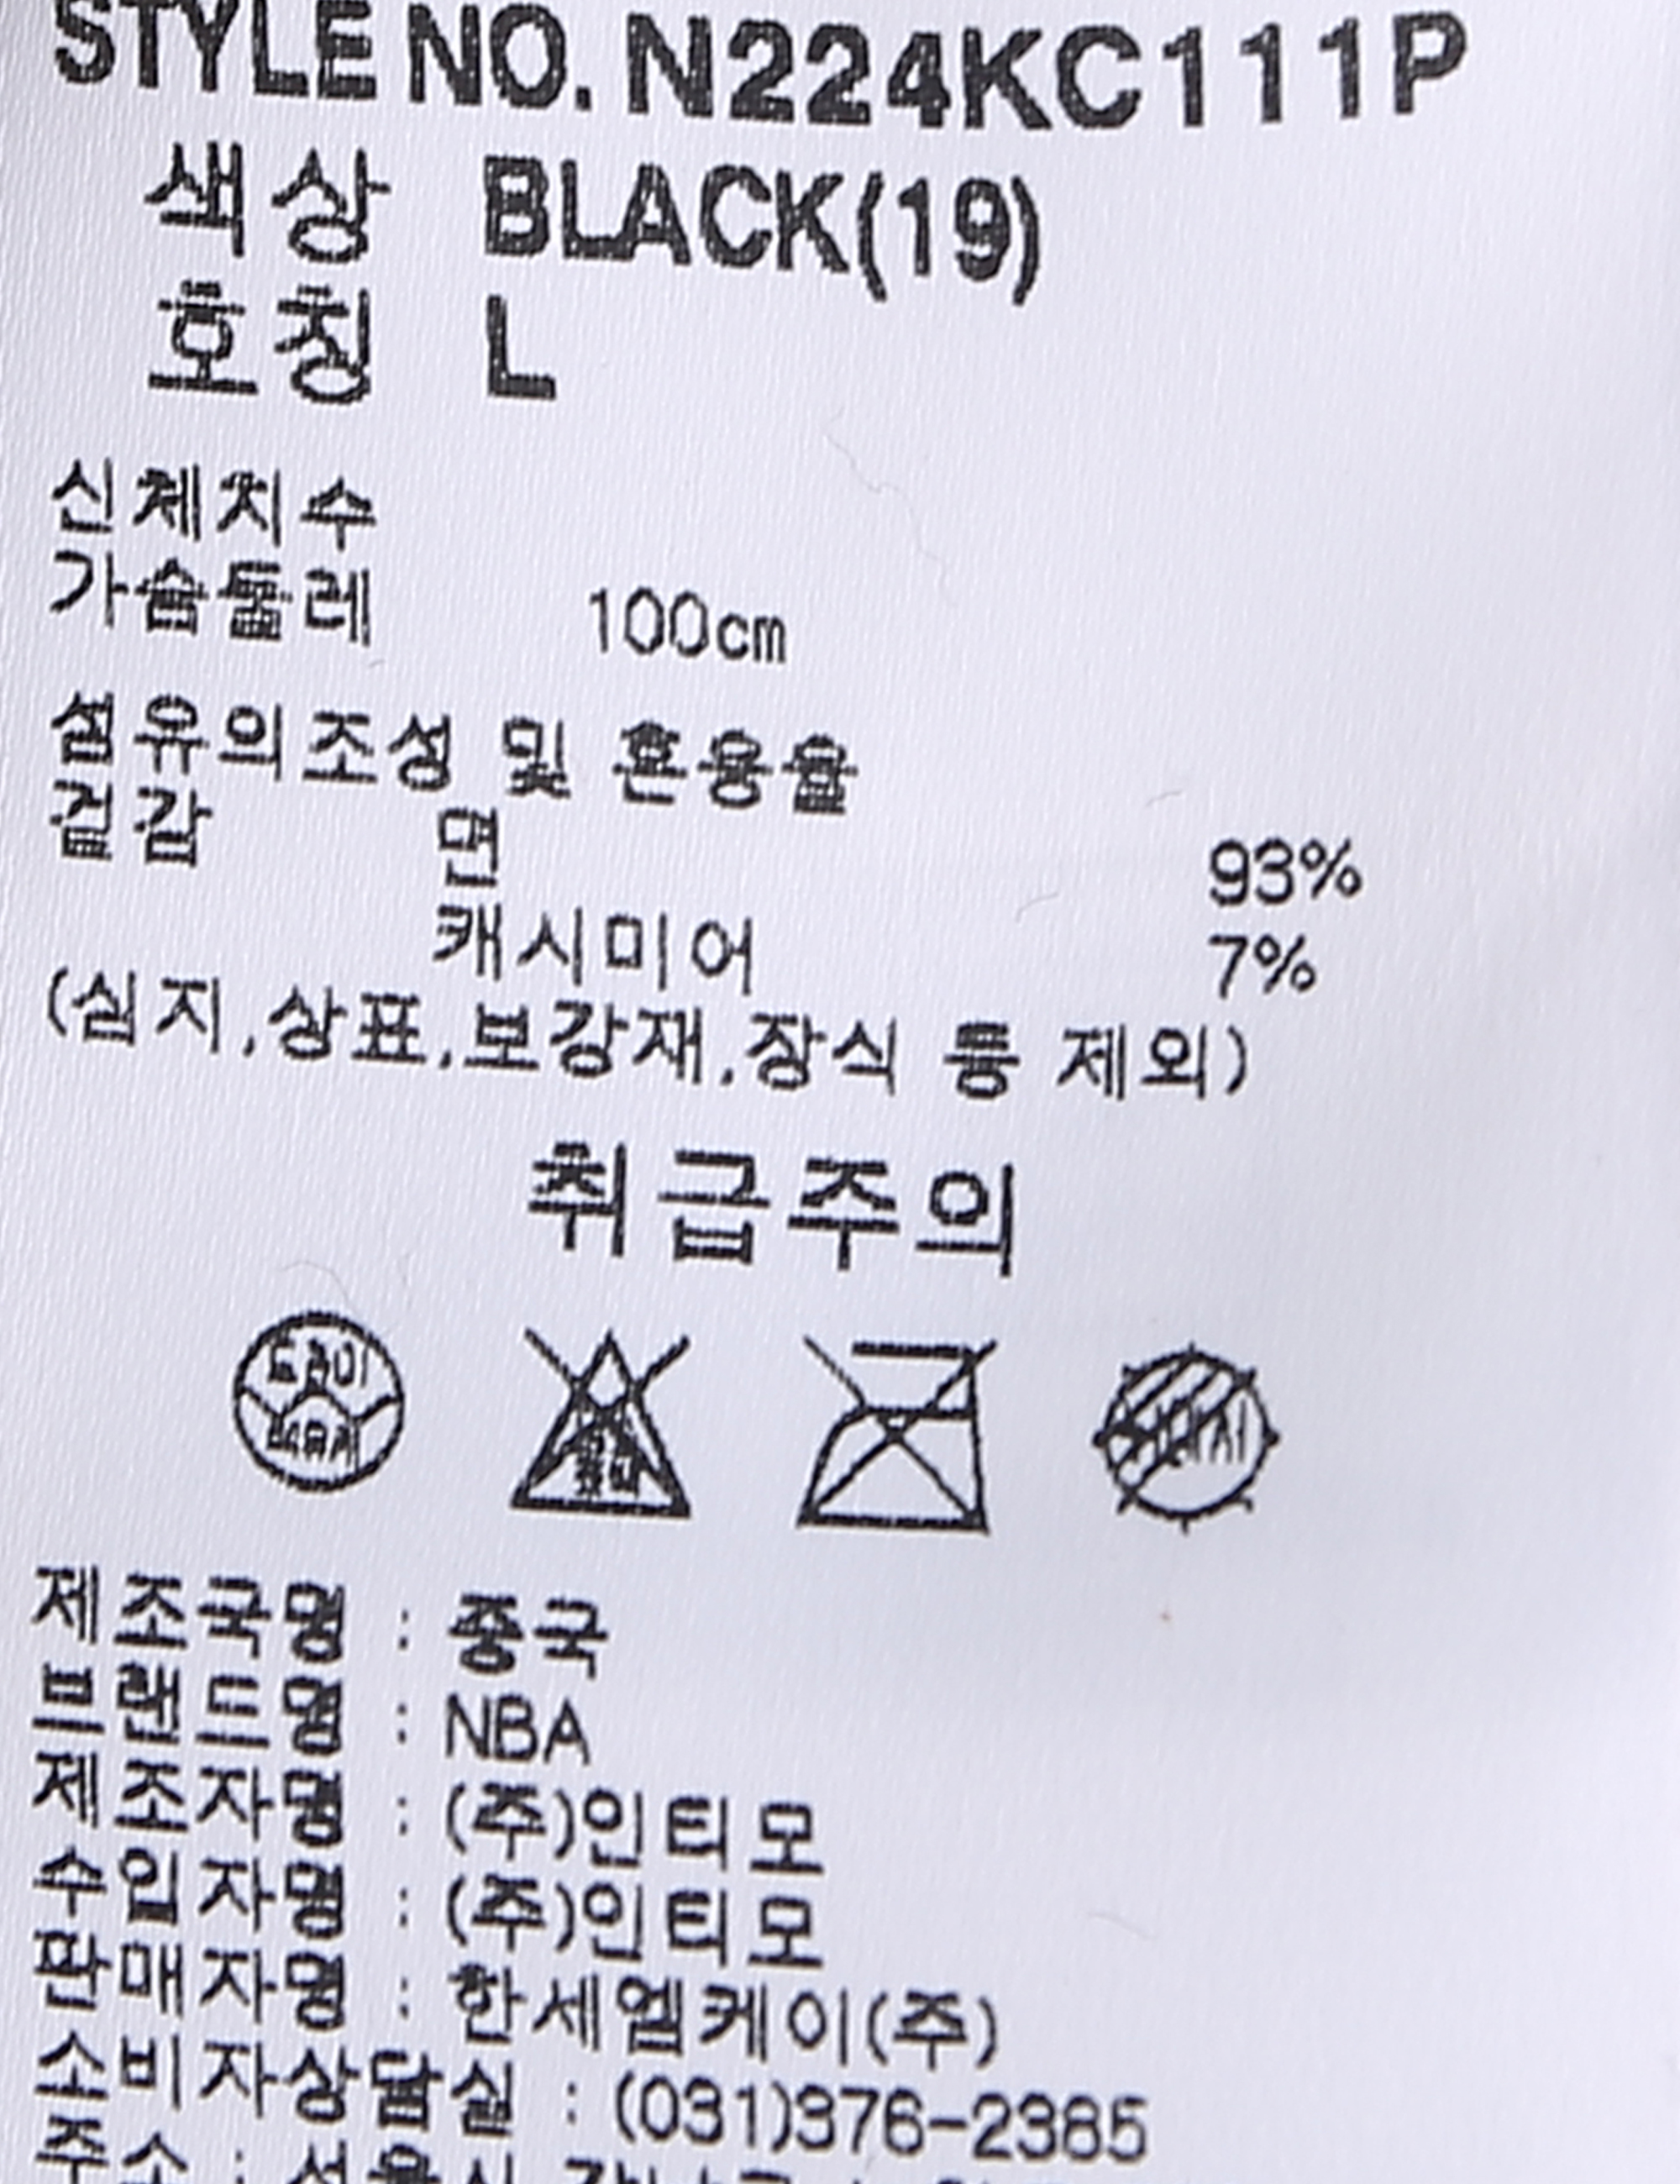 STYLE NO. N224KC111P
색상 BLACK(19)
호칭 L
신체치수
가슴둘레 100cm
섬유의조성 및 혼용율
겉감 면 93%
캐시미어 7%
(심지,상표,보강재,장식 등 제외)
취급주의
드라이
제조국명 : 중국
브랜드명 : NBA
제조자명 : (주)인티모
수입자명 : (주)인티모
판매자명 : 한세엠케이(주)
소비자상담실 : (031)376-2385
주소 : 서울시